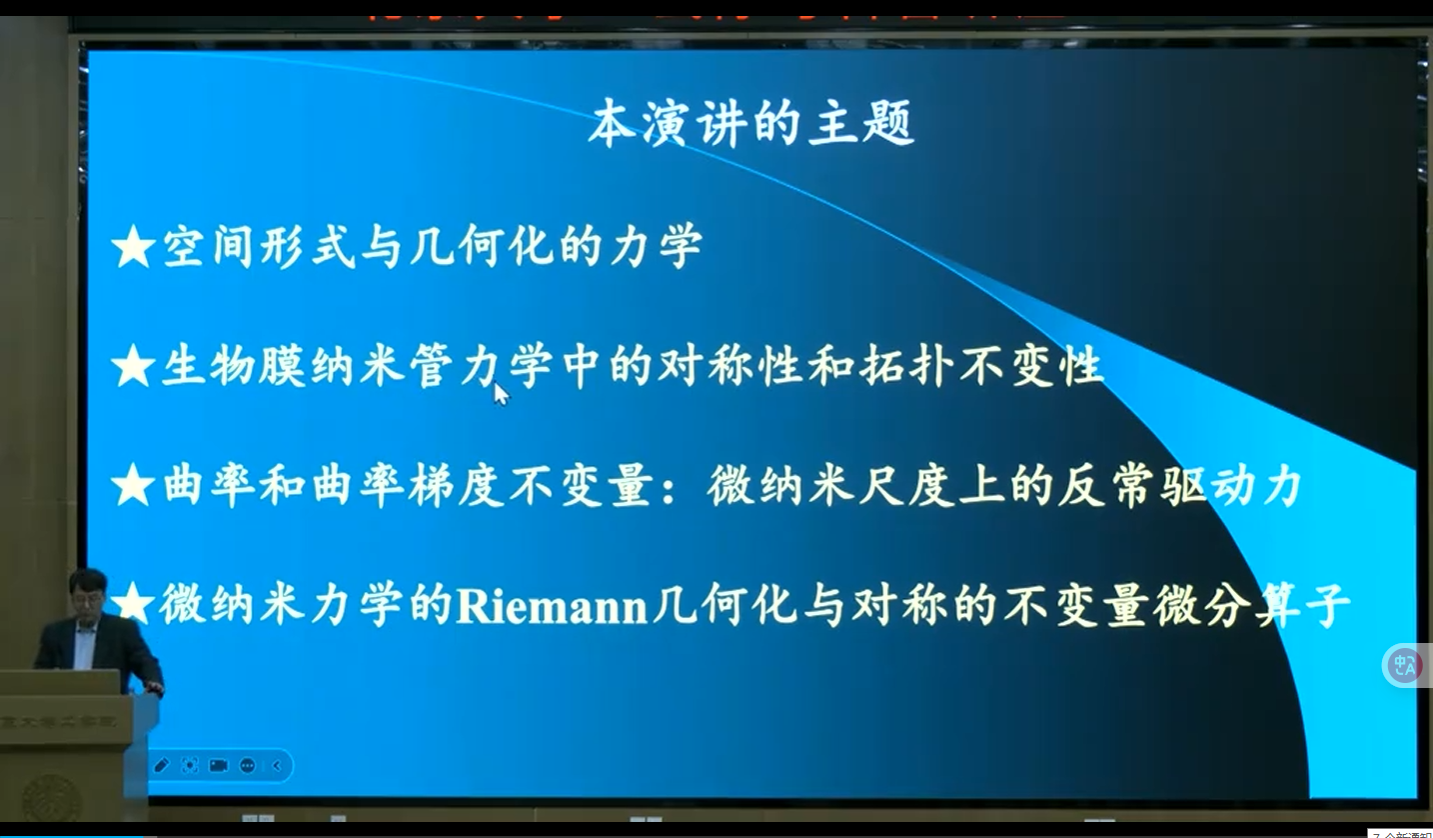 本演讲的主题
★空间形式与几何化的力学
★生物膜纳米管力学中的对称性和拓扑不变性
★曲率和曲率梯度不变量：微纳米尺度上的反常驱动力
★微纳米力学的Riemann几何化与对称的不变量微分算子